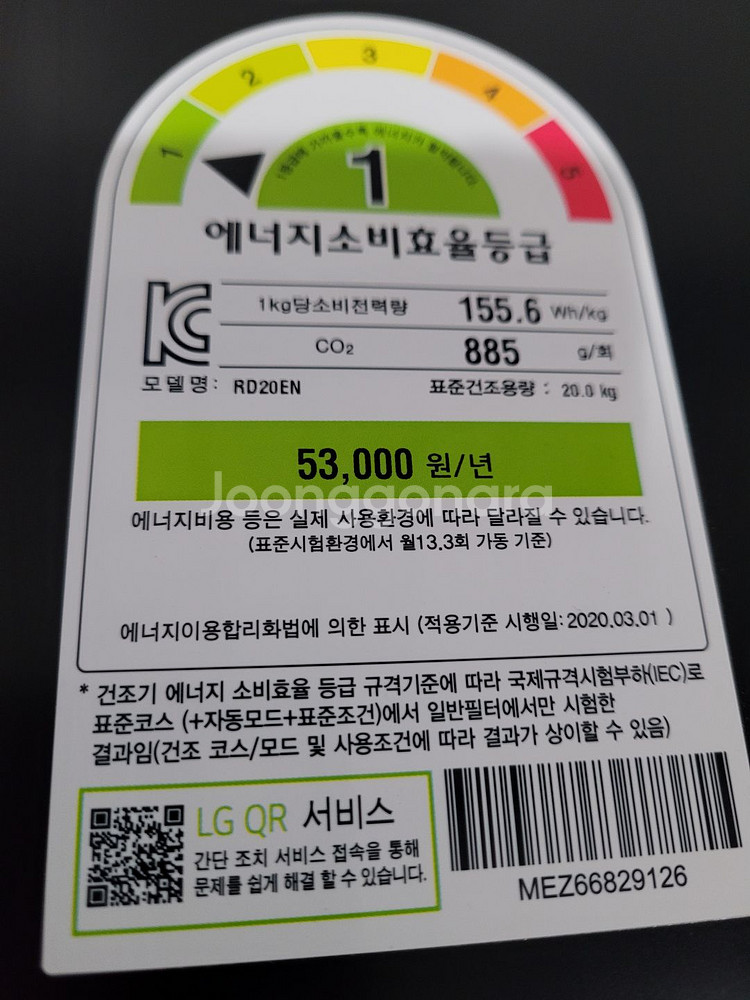 1 2 3 4 5
1
에너지소비효율등급
1kg당소비전력량 155.6 Wh/kg
CO₂ 885 g/회
모델명: RD20EN 표준건조용량 : 20.0 kg
53,000 원/년
Joonggonara
에너지비용 등은 실제 사용환경에 따라 달라질 수 있습니다.
(표준시험환경에서 월13.3회 가동 기준)
에너지이용합리화법에 의한 표시 (적용기준 시행일: 2020.03.01 )
* 건조기 에너지 소비효율 등급 규격기준에 따라 국제규격시험부하(IEC)로
표준코스 (+자동모드+표준조건)에서 일반필터에서만 시험한
결과임(건조 코스/모드 및 사용조건에 따라 결과가 상이할 수 있음)
LG QR 서비스
간단 조치 서비스 접속을 통해
문제를 쉽게 해결 할 수 있습니다.
MEZ66829126